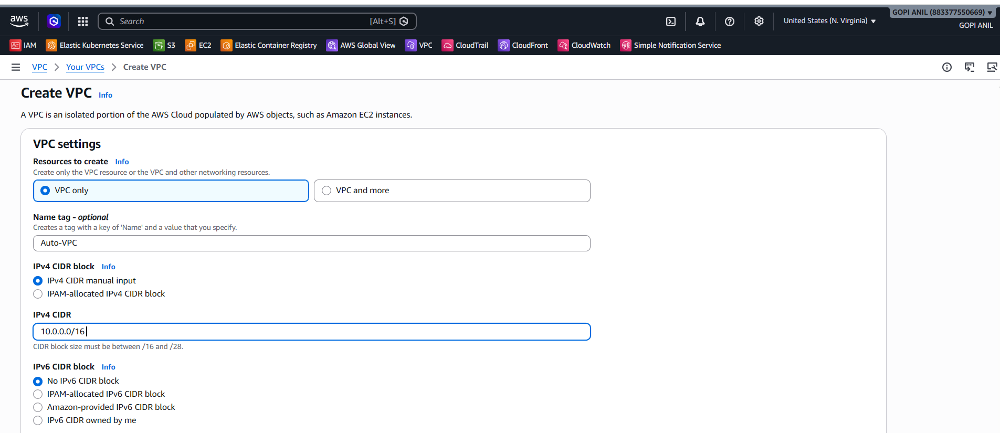 GOPI ANIL (883377550669)
aws
Search [Alt+S]
United States (N. Virginia)
GOPI ANIL
IAM Elastic Kubernetes Service S3 EC2 Elastic Container Registry AWS Global View VPC CloudTrail CloudFront CloudWatch Simple Notification Service
VPC Your VPCs Create VPC
Create VPC Info
A VPC is an isolated portion of the AWS Cloud populated by AWS objects, such as Amazon EC2 instances.
VPC settings
Resources to create Info
Create only the VPC resource or the VPC and other networking resources.
VPC only VPC and more
Name tag - optional
Creates a tag with a key of 'Name' and a value that you specify.
Auto-VPC
IPv4 CIDR block Info
IPv4 CIDR manual input
IPAM-allocated IPv4 CIDR block
IPv4 CIDR
10.0.0.0/16
CIDR block size must be between /16 and /28.
IPv6 CIDR block Info
No IPv6 CIDR block
IPAM-allocated IPv6 CIDR block
Amazon-provided IPv6 CIDR block
IPv6 CIDR owned by me